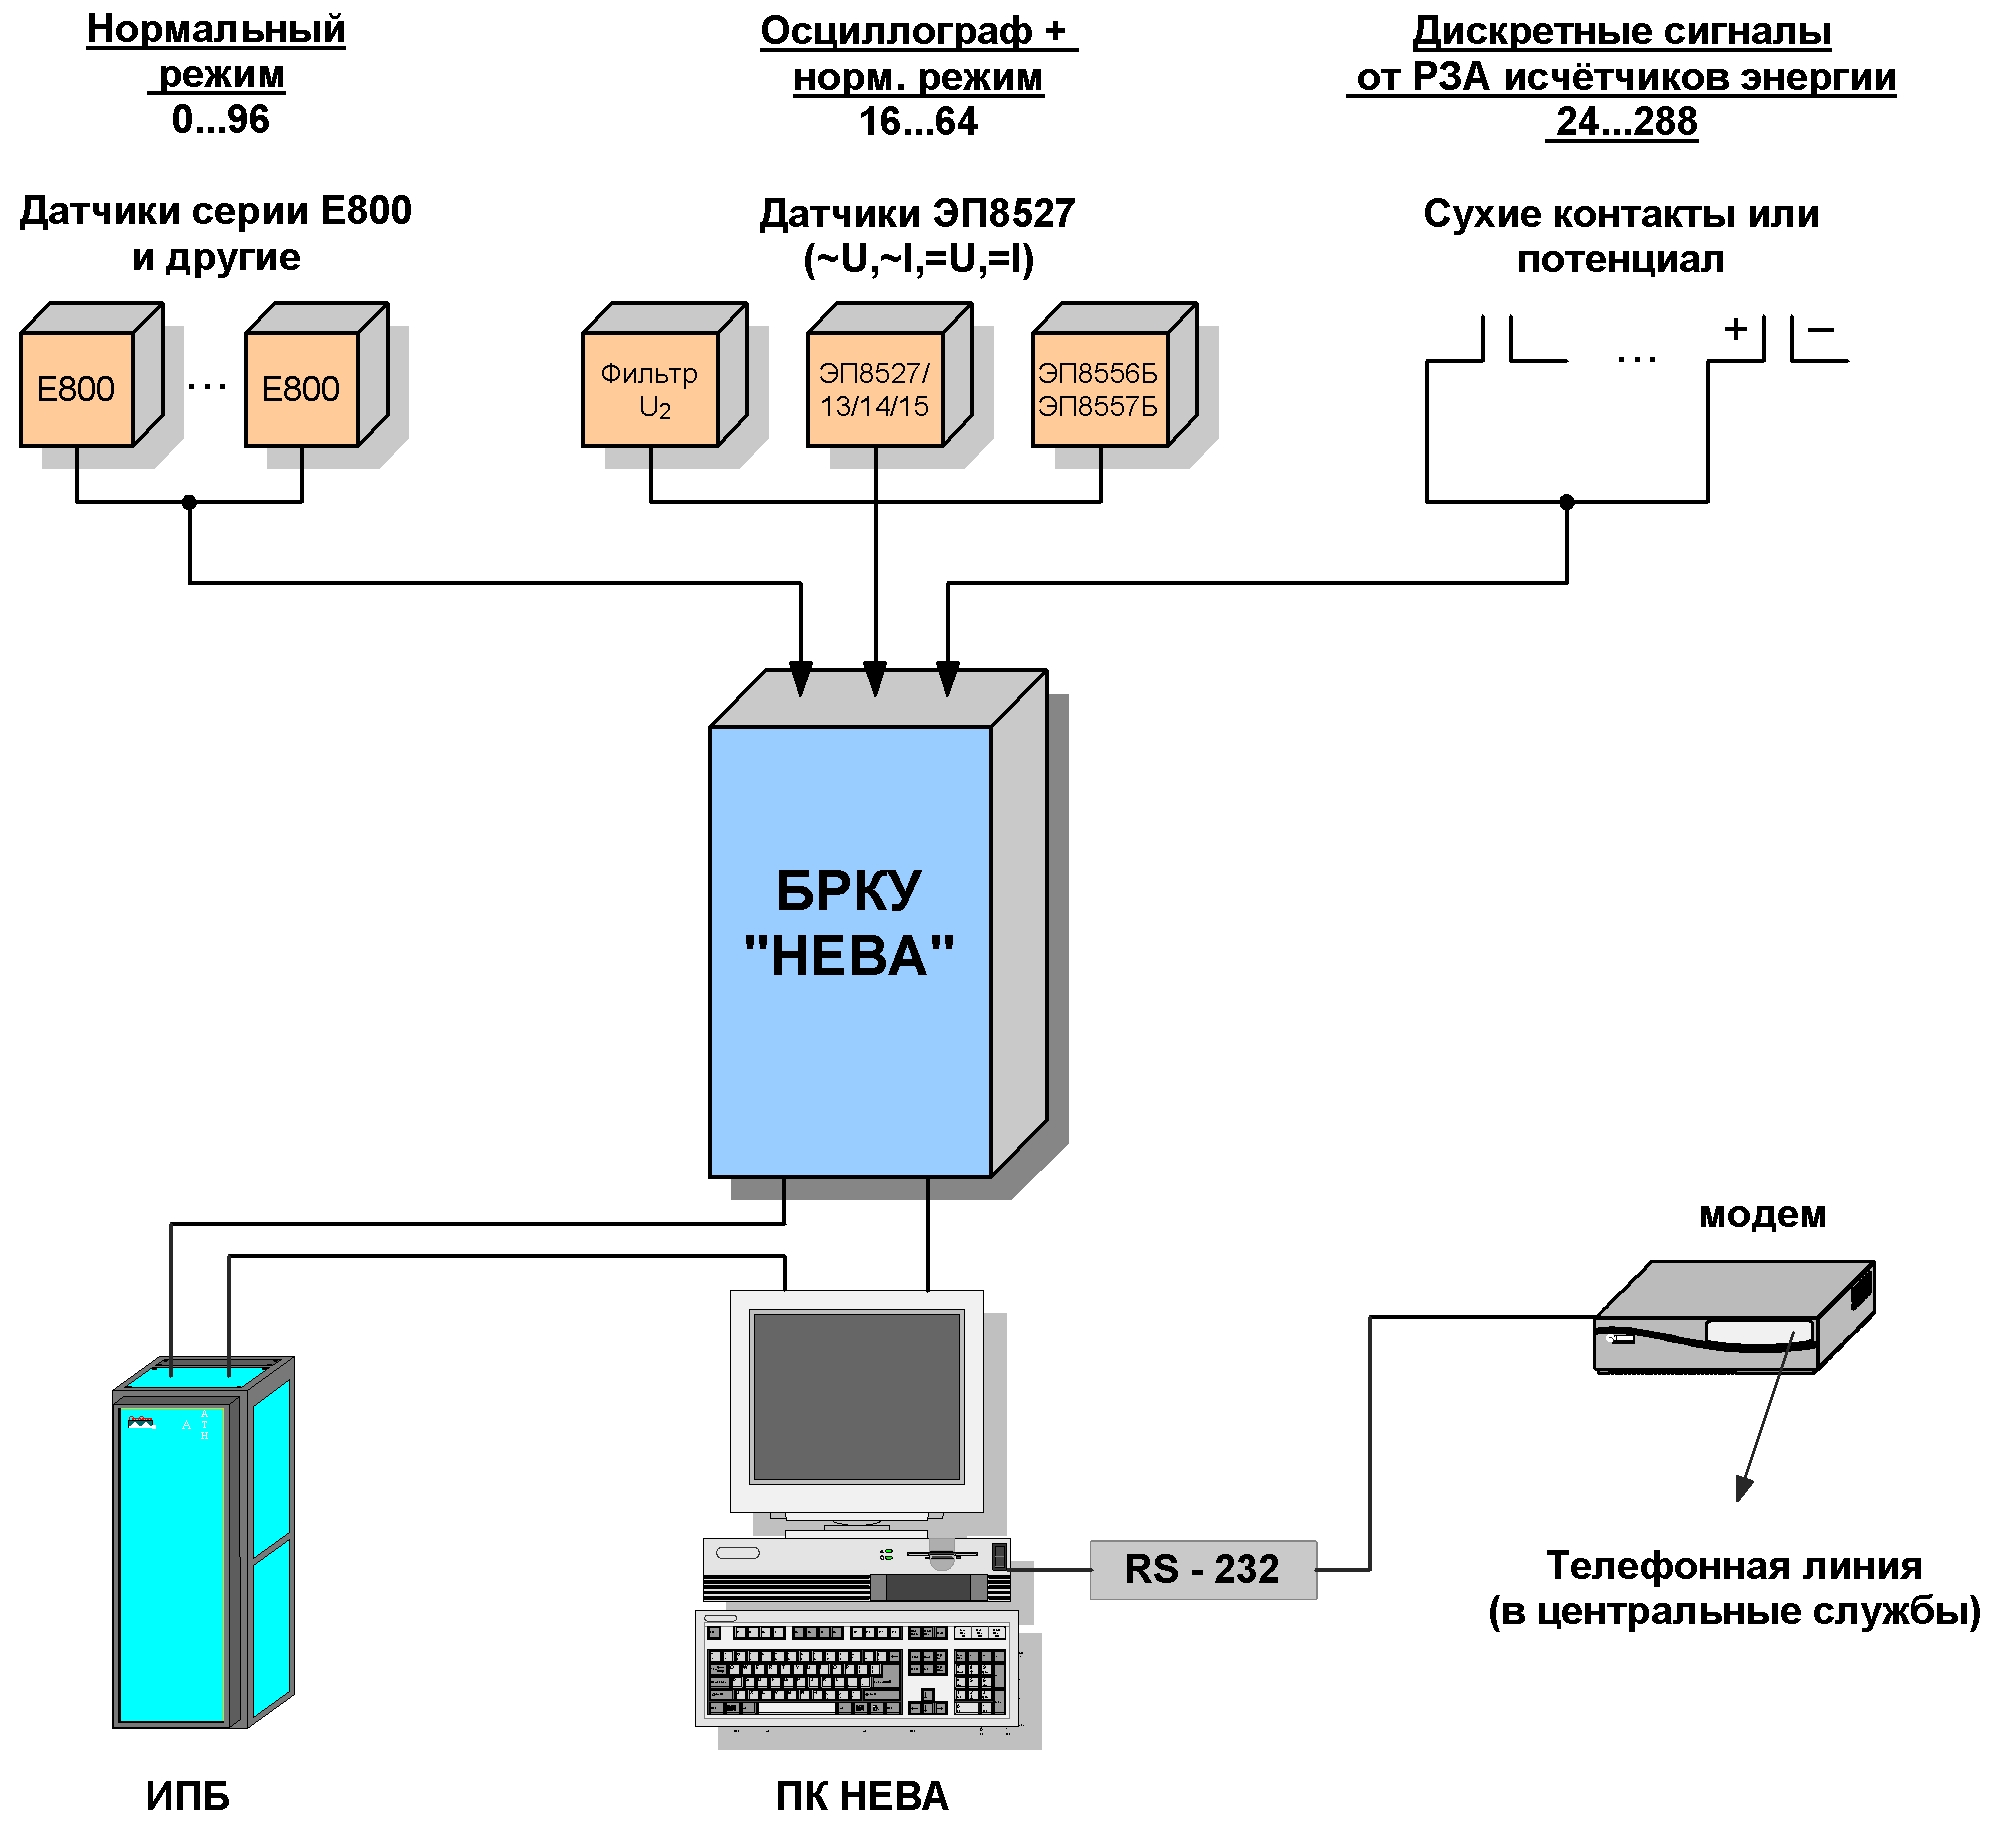 Нормальный
режим
0...96
Осциллограф +
норм. режим
16...64
Дискретные сигналы
от РЗА исчётчиков энергии
24...288
Датчики серии Е800
и другие
Датчики ЭП8527
(~U,~I,=U,=I)
Сухие контакты или
потенциал
Е800
...
Е800
Фильтр
U2
ЭП8527/
13/14/15
ЭП8556Б
ЭП8557Б
...
+
–
БРКУ
"НЕВА"
модем
RS - 232
Телефонная линия
(в центральные службы)
ИПБ
ПК НЕВА